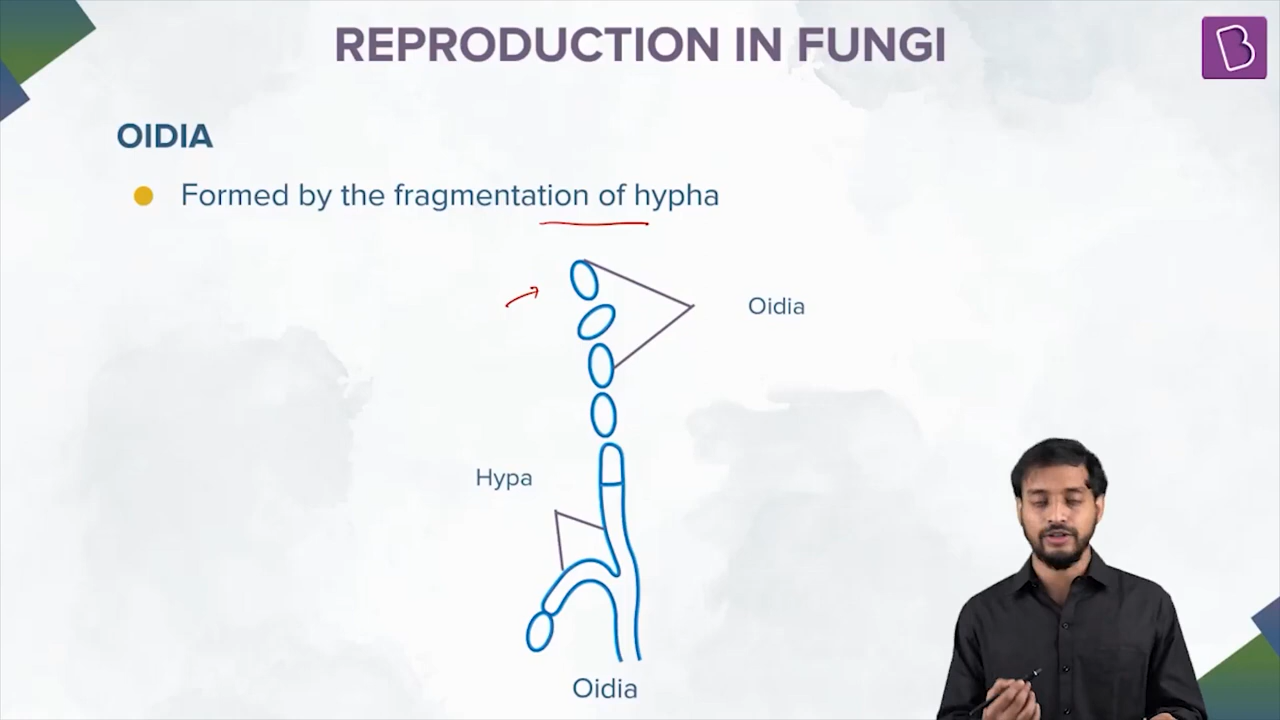 REPRODUCTION IN FUNGI
B
OIDIA
Formed by the fragmentation of hypha
Oidia
Hypa
Oidia